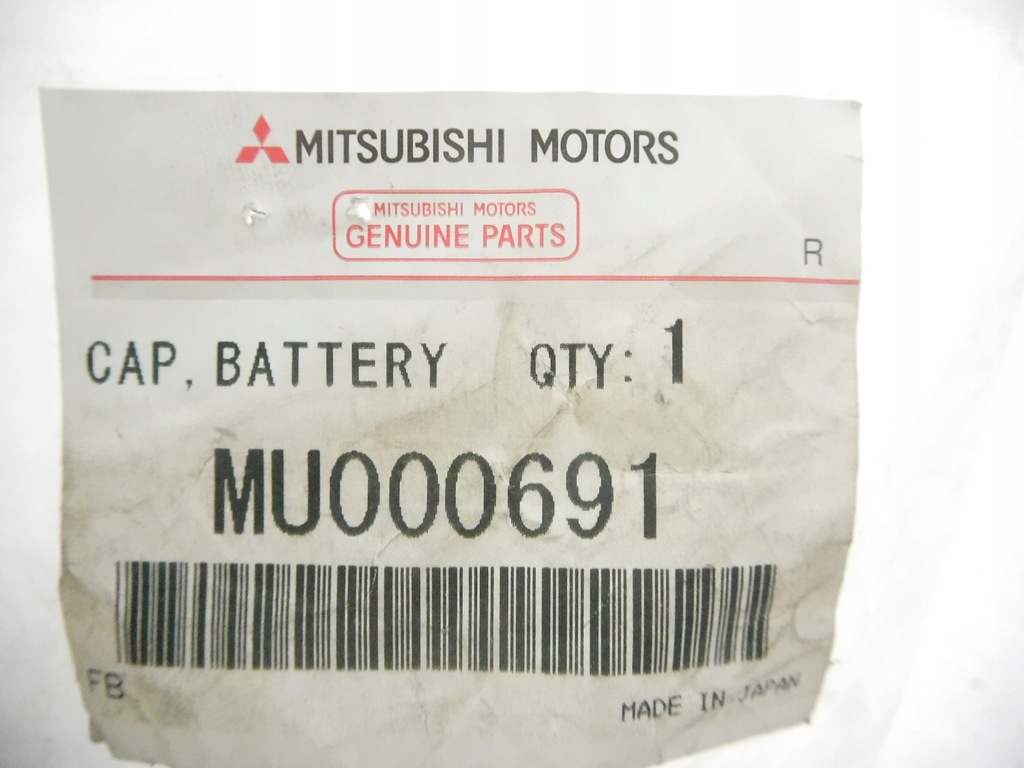 MITSUBISHI MOTORS
MITSUBISHI MOTORS
GENUINE PARTS
R
CAP, BATTERY QTY: 1
MU000691
FB
MADE IN JAPAN